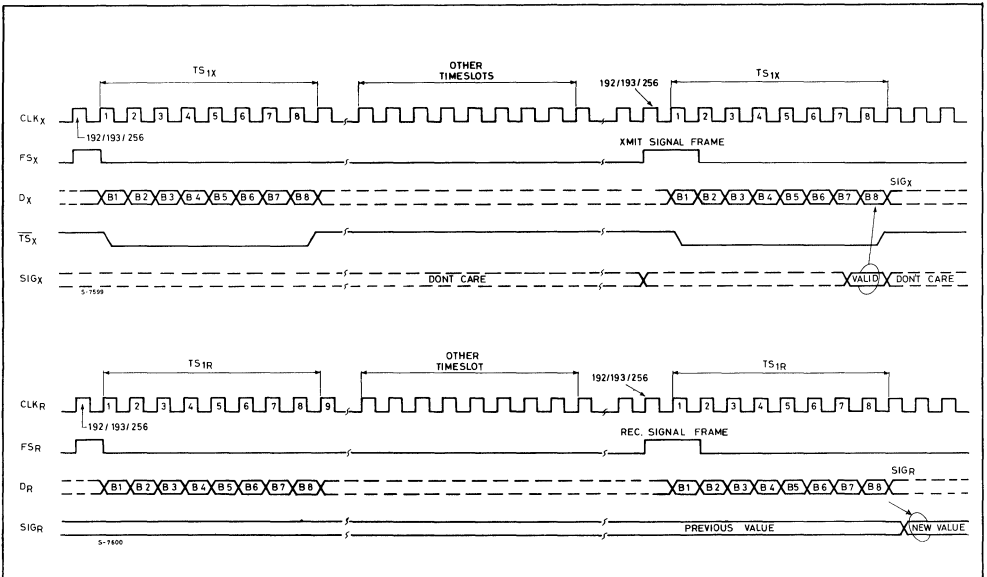 TS1X
OTHER
TIMESLOTS
192/193/256
TS1X
CLKX
1 2 3 4 5 6 7 8
1 2 3 4 5 6 7 8
192/193/256
FSX
XMIT SIGNAL FRAME
DX
B1 B2 B3 B4 B5 B6 B7 B8
B1 B2 B3 B4 B5 B6 B7 B8
SIGX
TSX
SIGX
DONT CARE
VALID
DON'T CARE
S-7599
TS1R
OTHER
TIMESLOT
192/193/256
TS1R
CLKR
1 2 3 4 5 6 7 8 9
1 2 3 4 5 6 7 8
192/193/256
FSR
REC. SIGNAL FRAME
DR
B1 B2 B3 B4 B5 B6 B7 B8
B1 B2 B3 B4 B5 B6 B7 B8
SIGR
SIGR
PREVIOUS VALUE
NEW VALUE
S-7600